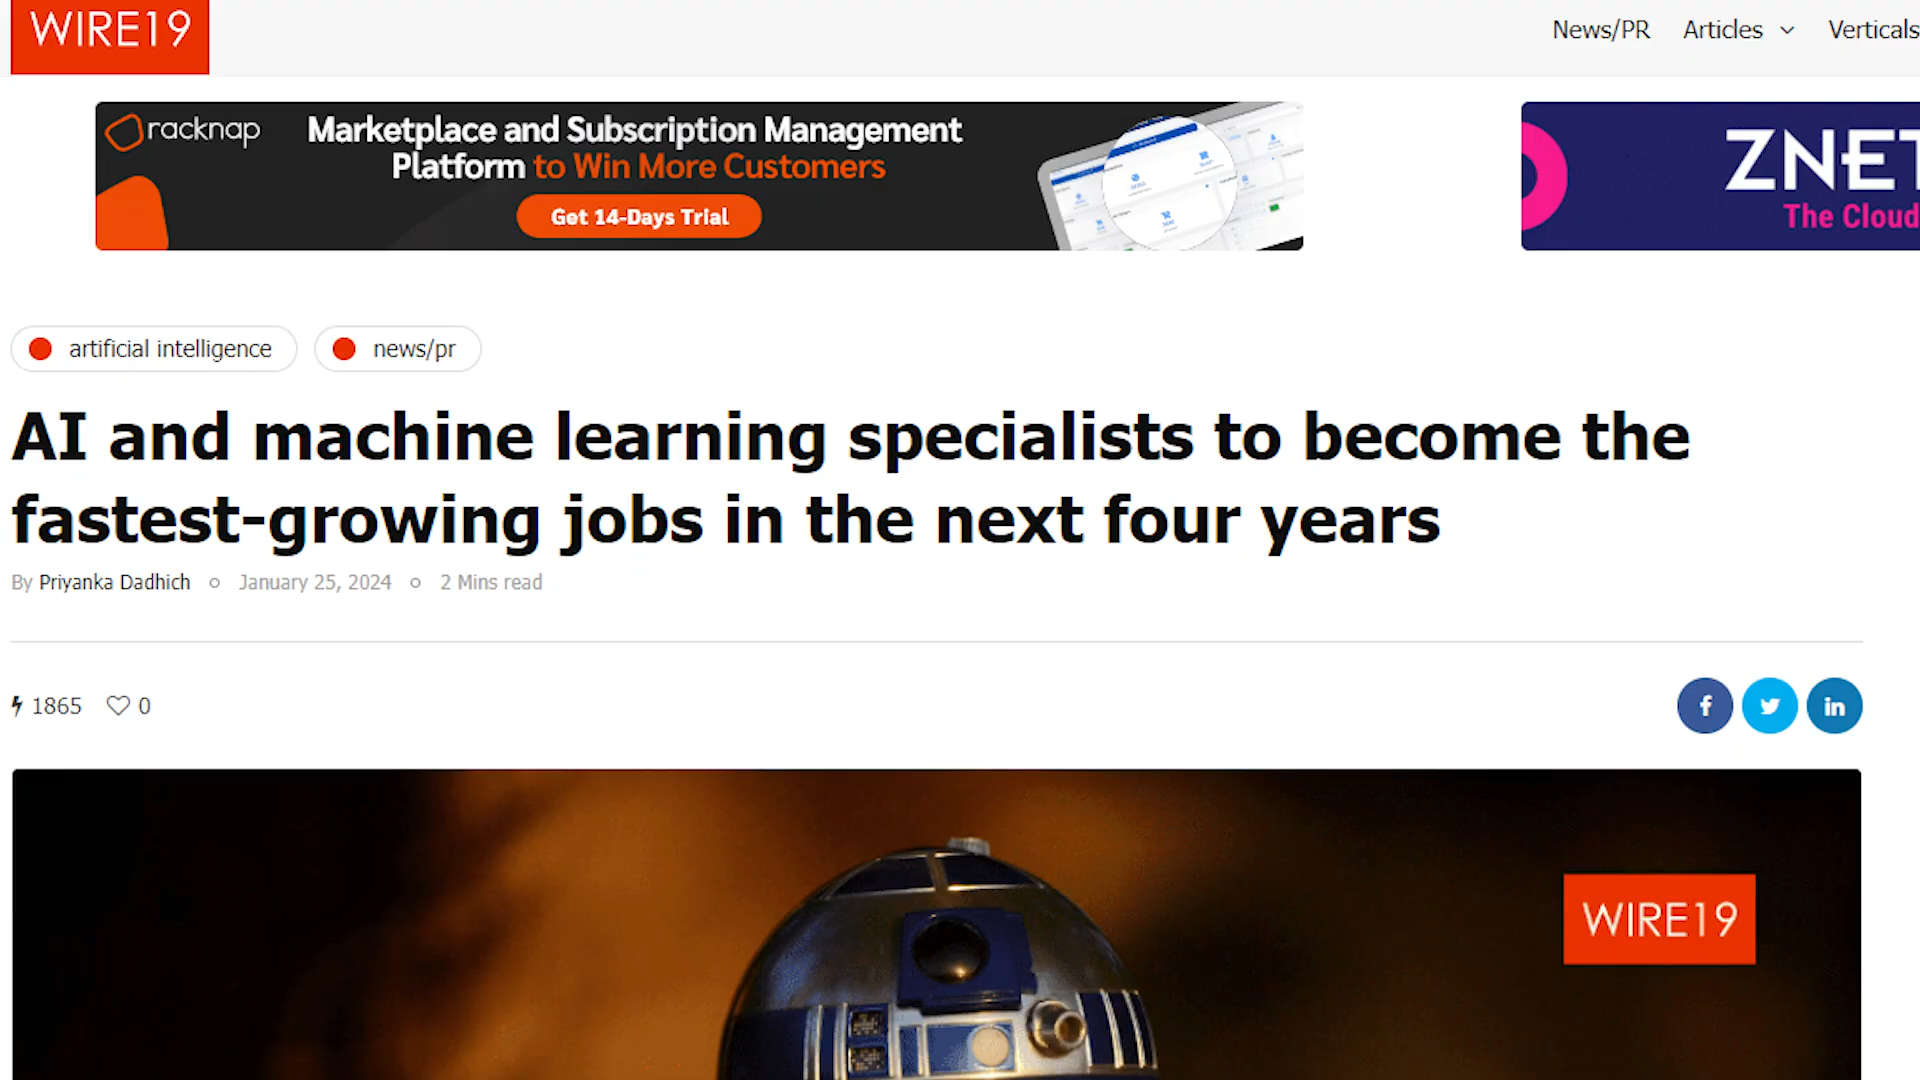 WIRE19
News/PR Articles Verticals
racknap
Marketplace and Subscription Management
Platform to Win More Customers
Get 14-Days Trial
ZNET
The Cloud
artificial intelligence news/pr
AI and machine learning specialists to become the
fastest-growing jobs in the next four years
By Priyanka Dadhich January 25, 2024 2 Mins read
1865 0
f in
WIRE19